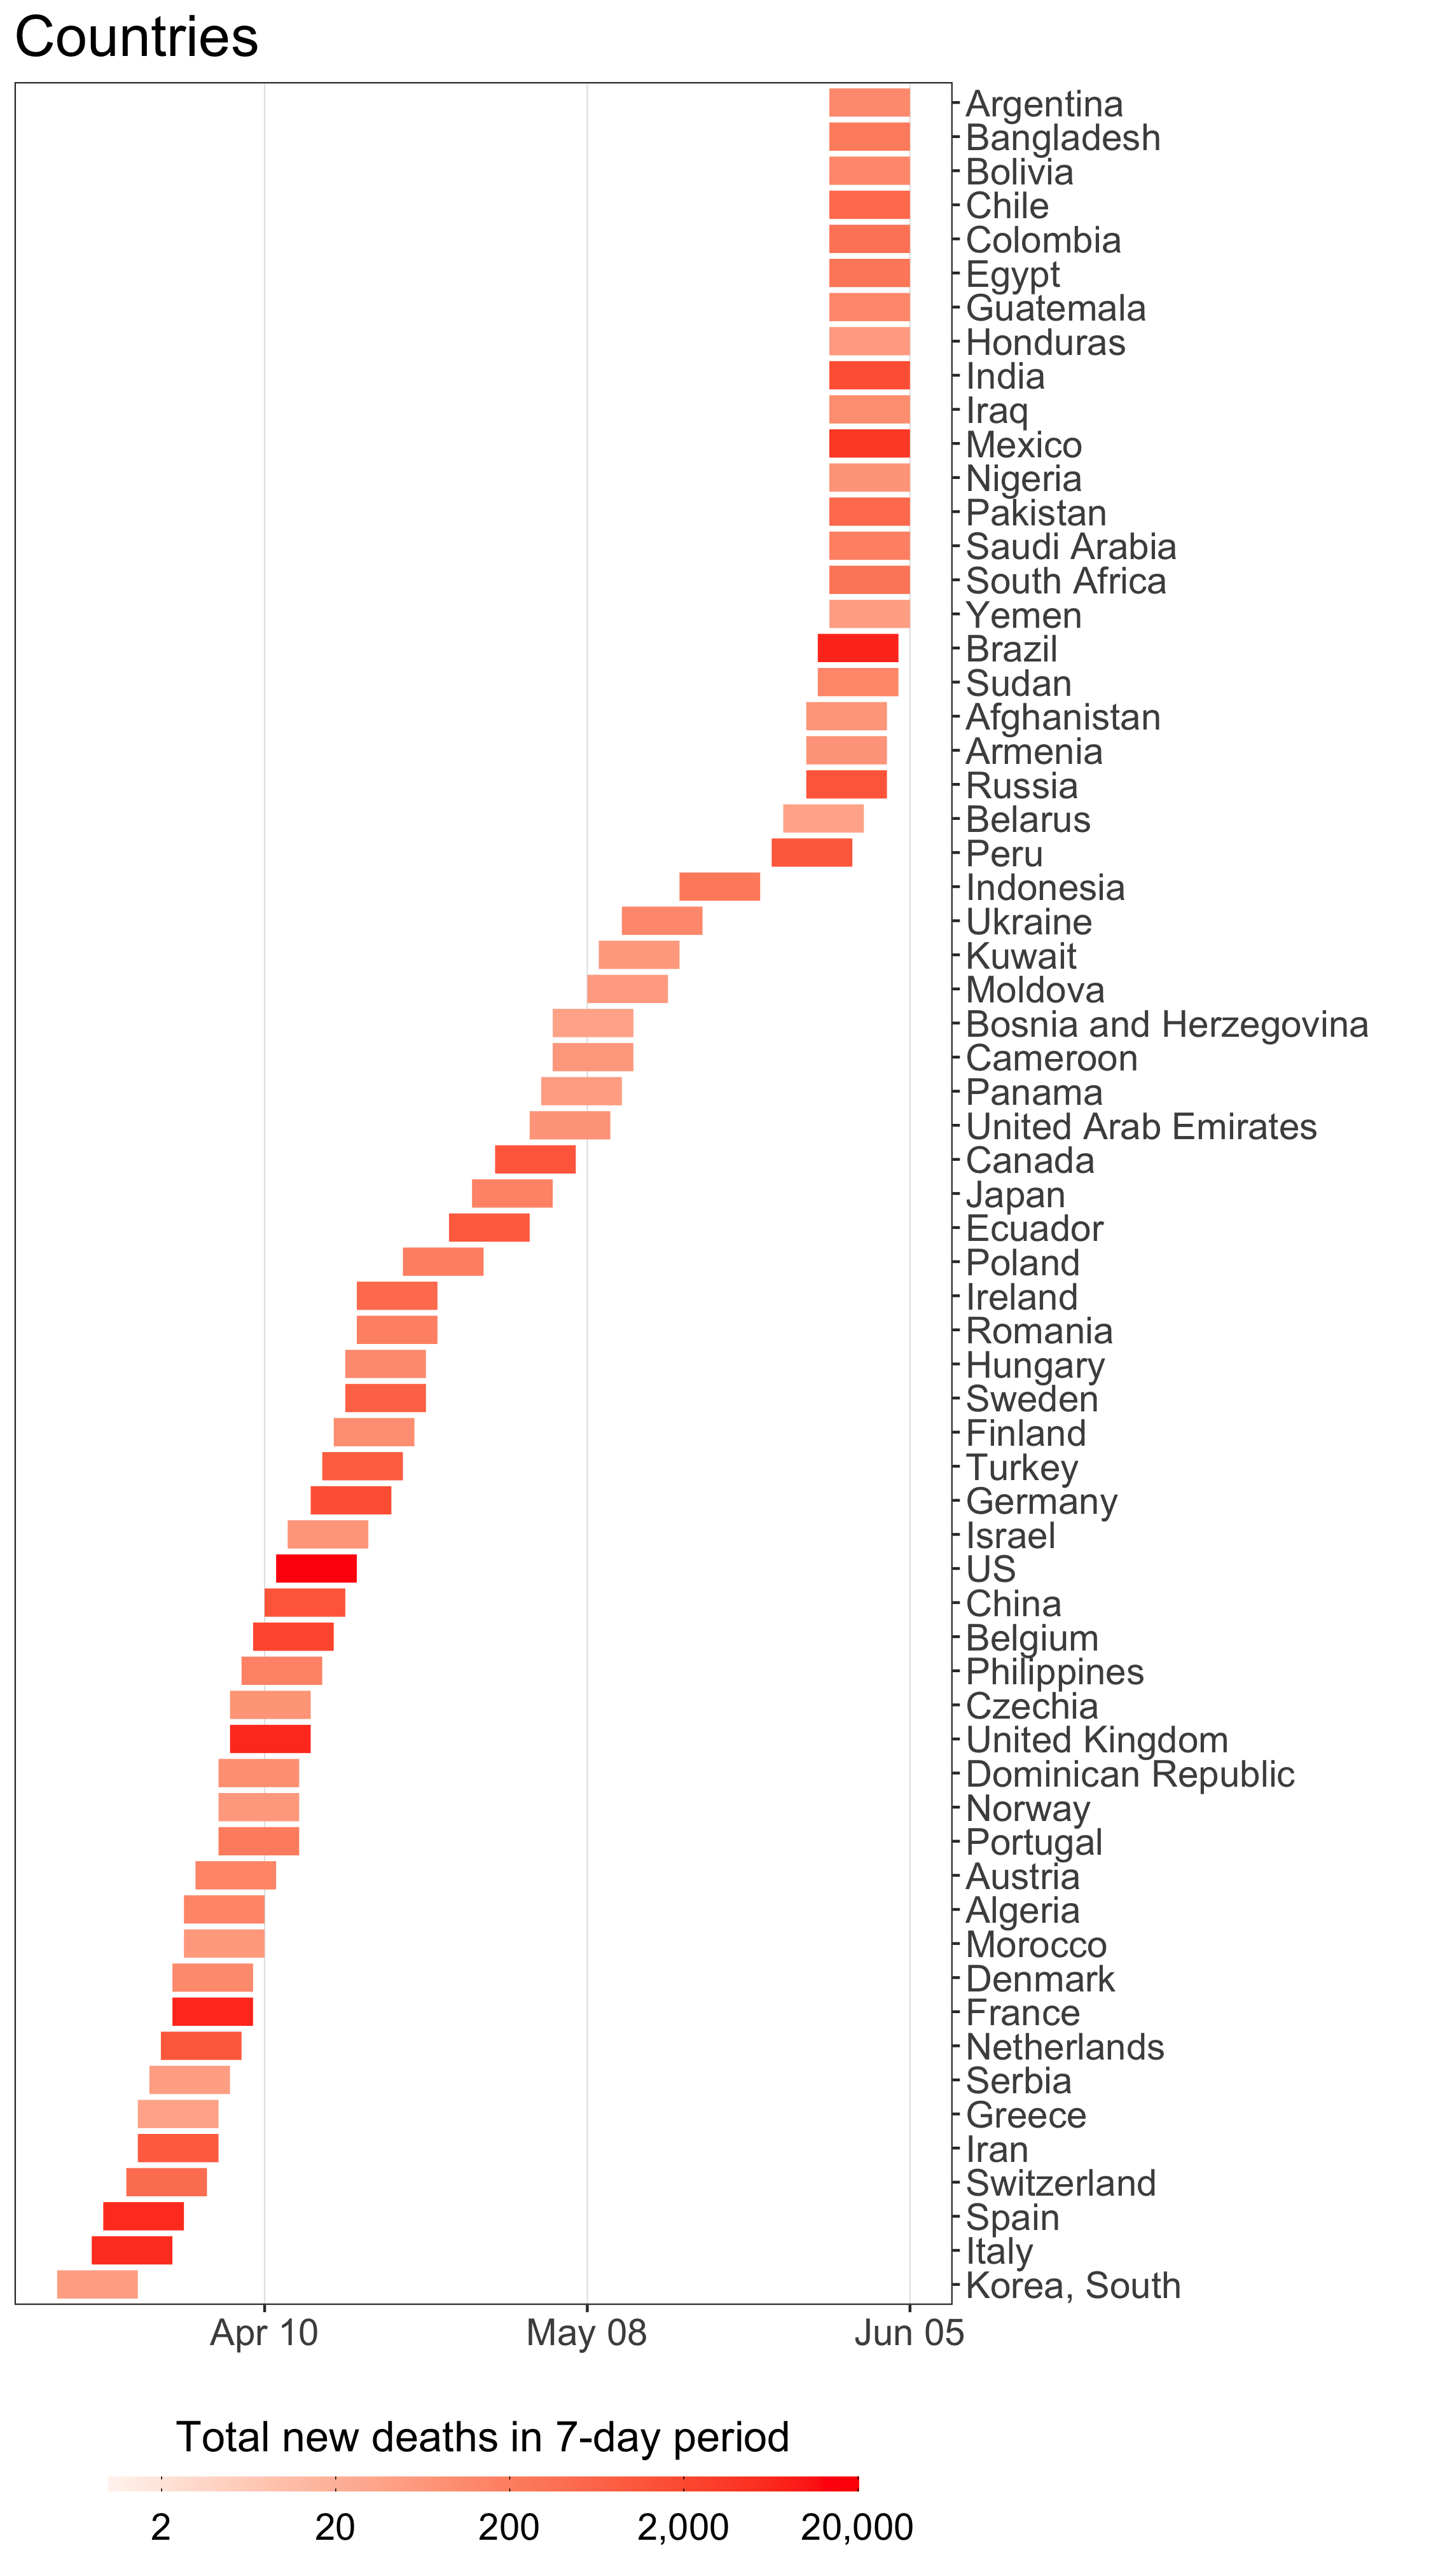 Countries
Argentina
Bangladesh
Bolivia
Chile
Colombia
Egypt
Guatemala
Honduras
India
Iraq
Mexico
Nigeria
Pakistan
Saudi Arabia
South Africa
Yemen
Brazil
Sudan
Afghanistan
Armenia
Russia
Belarus
Peru
Indonesia
Ukraine
Kuwait
Moldova
Bosnia and Herzegovina
Cameroon
Panama
United Arab Emirates
Canada
Japan
Ecuador
Poland
Ireland
Romania
Hungary
Sweden
Finland
Turkey
Germany
Israel
US
China
Belgium
Philippines
Czechia
United Kingdom
Dominican Republic
Norway
Portugal
Austria
Algeria
Morocco
Denmark
France
Netherlands
Serbia
Greece
Iran
Switzerland
Spain
Italy
Korea, South
Apr 10 May 08 Jun 05
Total new deaths in 7-day period
2 20 200 2,000 20,000